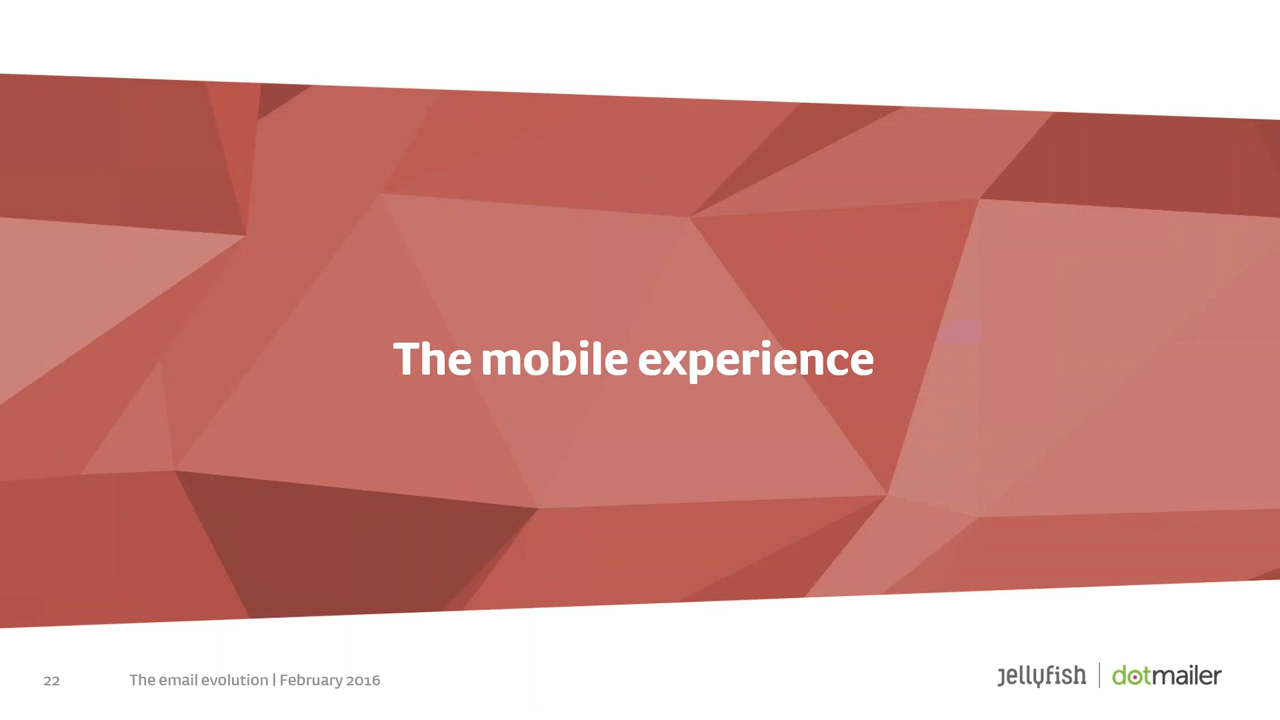 The mobile experience
22 The email evolution | February 2016 jellyfish | dotmailer